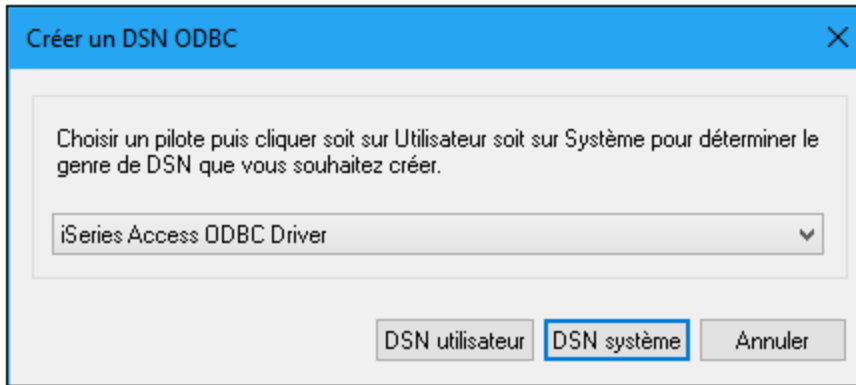 Créer un DSN ODBC
Choisir un pilote puis cliquer soit sur Utilisateur soit sur Système pour déterminer le
genre de DSN que vous souhaitez créer.
iSeries Access ODBC Driver
DSN utilisateur DSN système Annuler